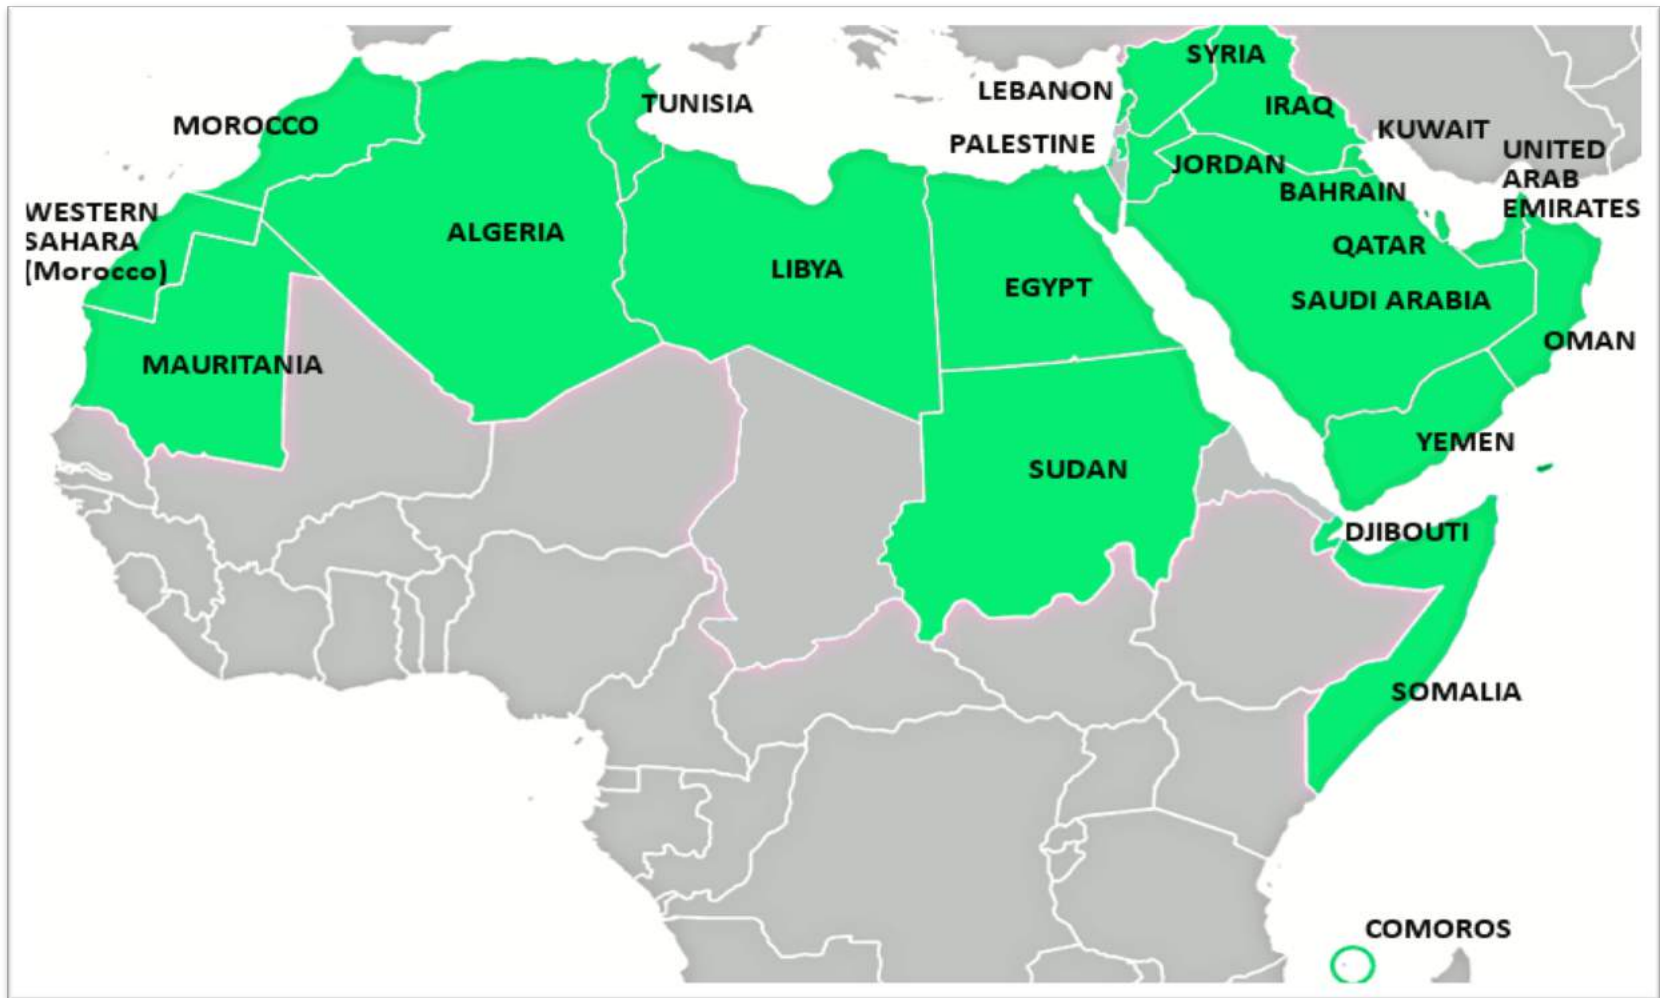 SYRIA
LEBANON
IRAQ
TUNISIA
MOROCCO
KUWAIT
PALESTINE
UNITED
ARAB
EMIRATES
JORDAN
BAHRAIN
WESTERN
SAHARA
(Morocco)
ALGERIA
QATAR
LIBYA
EGYPT
SAUDI ARABIA
OMAN
MAURITANIA
YEMEN
SUDAN
DJIBOUTI
SOMALIA
COMOROS